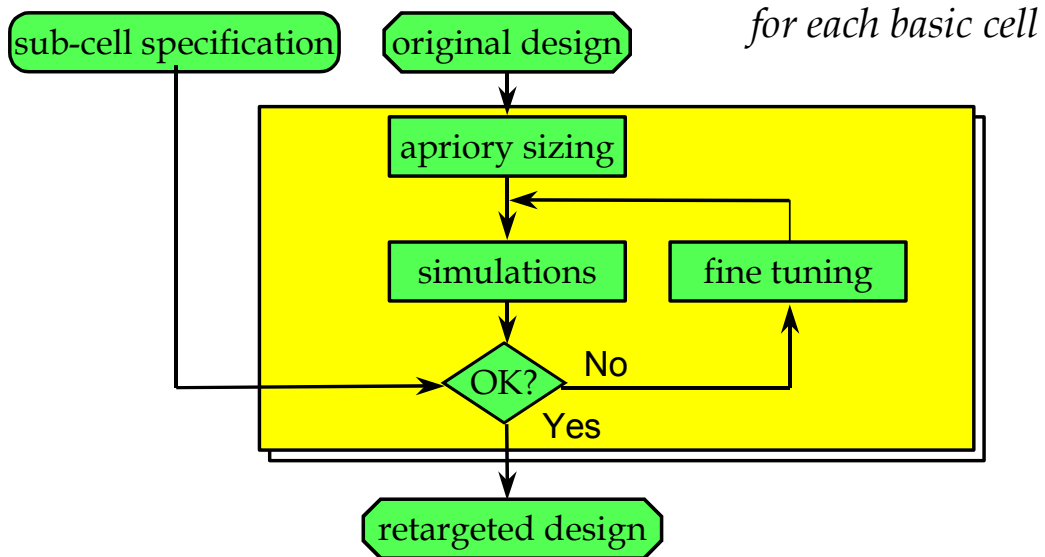 for each basic cell
sub-cell specification
original design
apriory sizing
simulations
fine tuning
OK?
No
Yes
retargeted design